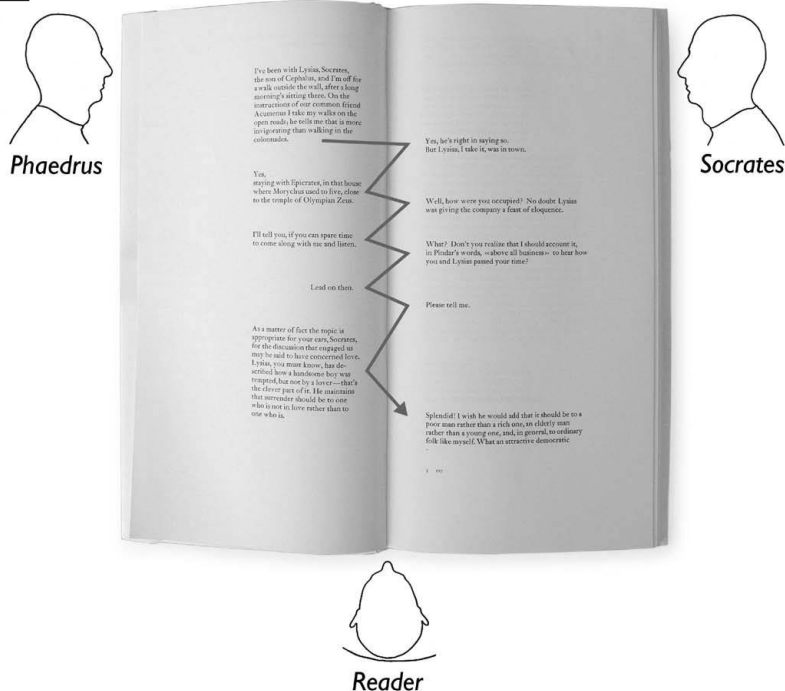 Phaedrus
Socrates
I've been with Lysias, Socrates,
the son of Cephalus, and I'm off for
a walk outside the wall, after a long
morning's sitting there. On the
instructions of our common friend
Acumenus I take my walks on the
open roads; he tells me that is more
invigorating than walking in the
colonnades.
Yes, he's right in saying so.
But Lysias, I take it, was in town.
Yes,
staying with Epicrates, in that house
where Morychus used to live, close
to the temple of Olympian Zeus.
Well, how were you occupied? No doubt Lysias
was giving the company a feast of eloquence.
I'll tell you, if you can spare time
to come along with me and listen.
What? Don't you realize that I should account it,
in Pindar's words, «above all business» to hear how
you and Lysias passed your time?
Lead on then.
Please tell me.
As a matter of fact the topic is
appropriate for your ears, Socrates,
for the discussion that engaged us
may be said to have concerned love.
Lysias, you must know, has de-
scribed how a handsome boy was
tempted, but not by a lover—that's
the clever part of it. He maintains
that surrender should be to one
who is not in love rather than to
one who is.
Splendid! I wish he would add that it should be to a
poor man rather than a rich one, an elderly man
rather than a young one, and, in general, to ordinary
folk like myself. What an attractive democratic
Reader